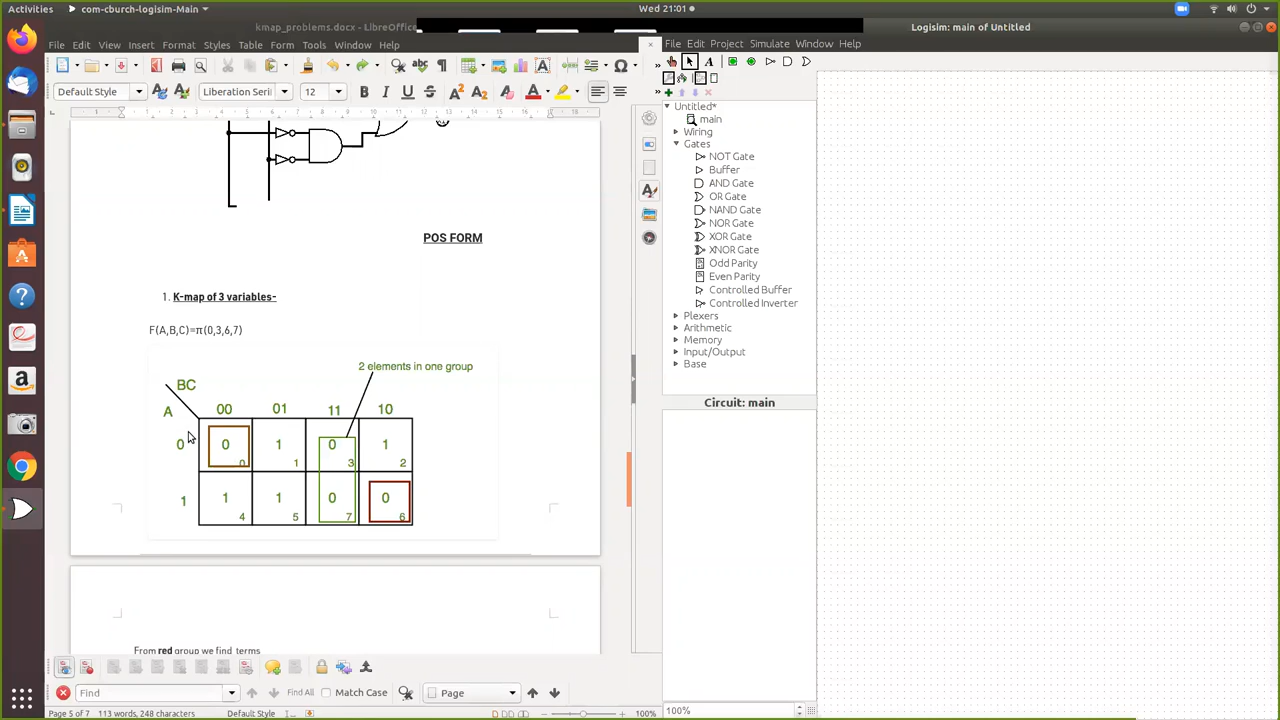 Activities
com-cburch-logisim-Main
Wed 21:01
kmap_problems.docx - LibreOffice
Logisim: main of Untitled
File Edit View Insert Format Styles Table Form Tools Window Help
File Edit Project Simulate Window Help
Default Style
Liberation Seri
12
Untitled*
main
Wiring
Gates
NOT Gate
Buffer
AND Gate
OR Gate
NAND Gate
NOR Gate
XOR Gate
XNOR Gate
Odd Parity
Even Parity
Controlled Buffer
Controlled Inverter
Plexers
Arithmetic
Memory
Input/Output
Base
Circuit: main
100%
POS FORM
1. K-map of 3 variables-
F(A,B,C)=π(0,3,6,7)
2 elements in one group
BC
A
00 01 11 10
0 0 1 0 1
0 1 3 2
1 1 1 0 0
4 5 7 6
From red group we find terms
Find
Find All
Match Case
Page
Page 5 of 7
113 words, 248 characters
Default Style
100%